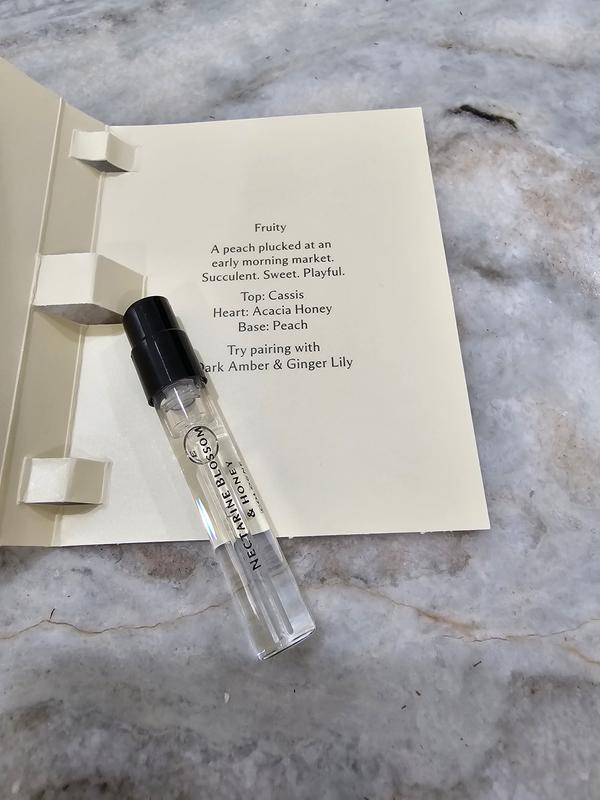 Fruity
A peach plucked at an
early morning market.
Succulent. Sweet. Playful.
Top: Cassis
Heart: Acacia Honey
Base: Peach
Try pairing with
Dark Amber & Ginger Lily
NECTARINE BLOSSOM
& HONEY